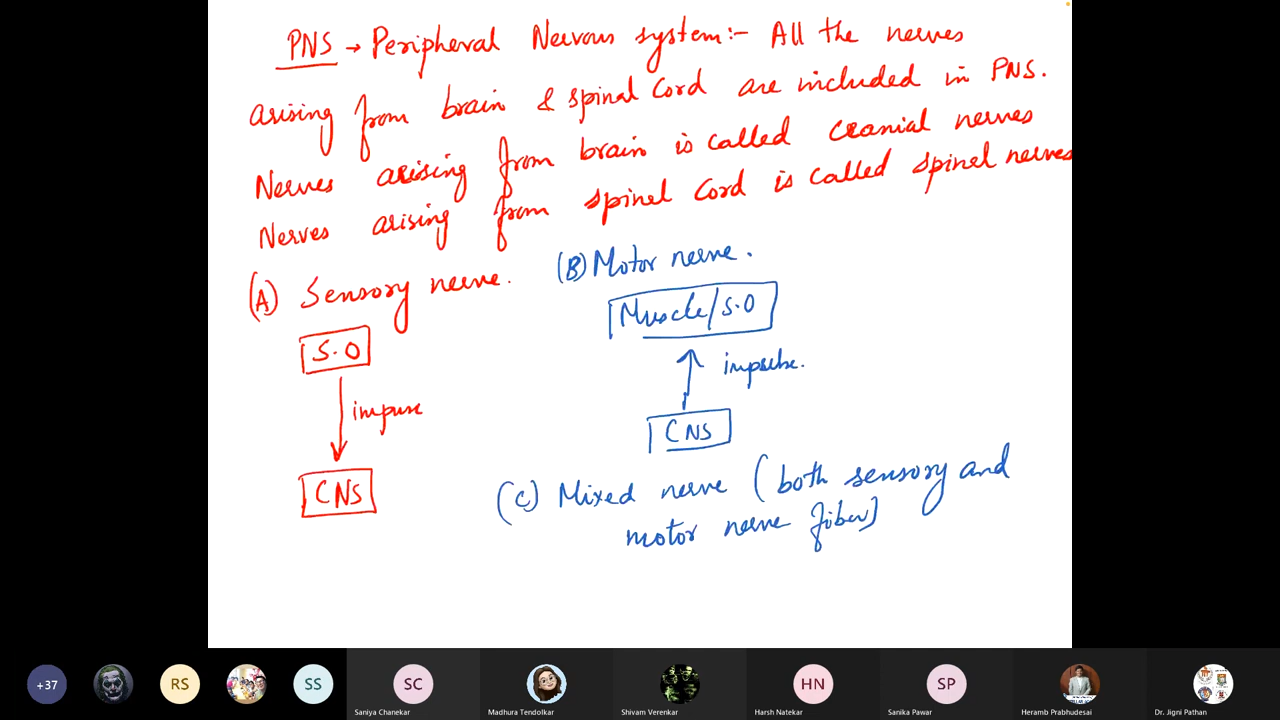 PNS → Peripheral Nervous system:- All the nerves
arising from brain & spinal Cord are included in PNS.
Nerves arising from brain is called cranial nerves
Nerves arising from spinel Cord is called spinel nerves
(A) Sensory nerve.
S.O
impuse
CNS
(B) Motor nerve.
Muscle/S.O
impulse.
CNS
(C) Mixed nerve (both sensory and
motor nerve fiber)
+37
RS
SS
SC
HN
SP
Saniya Chanekar
Madhura Tendolkar
Shivam Verenkar
Harsh Natekar
Sanika Pawar
Heramb Prabhudesai
Dr. Jigni Pathan